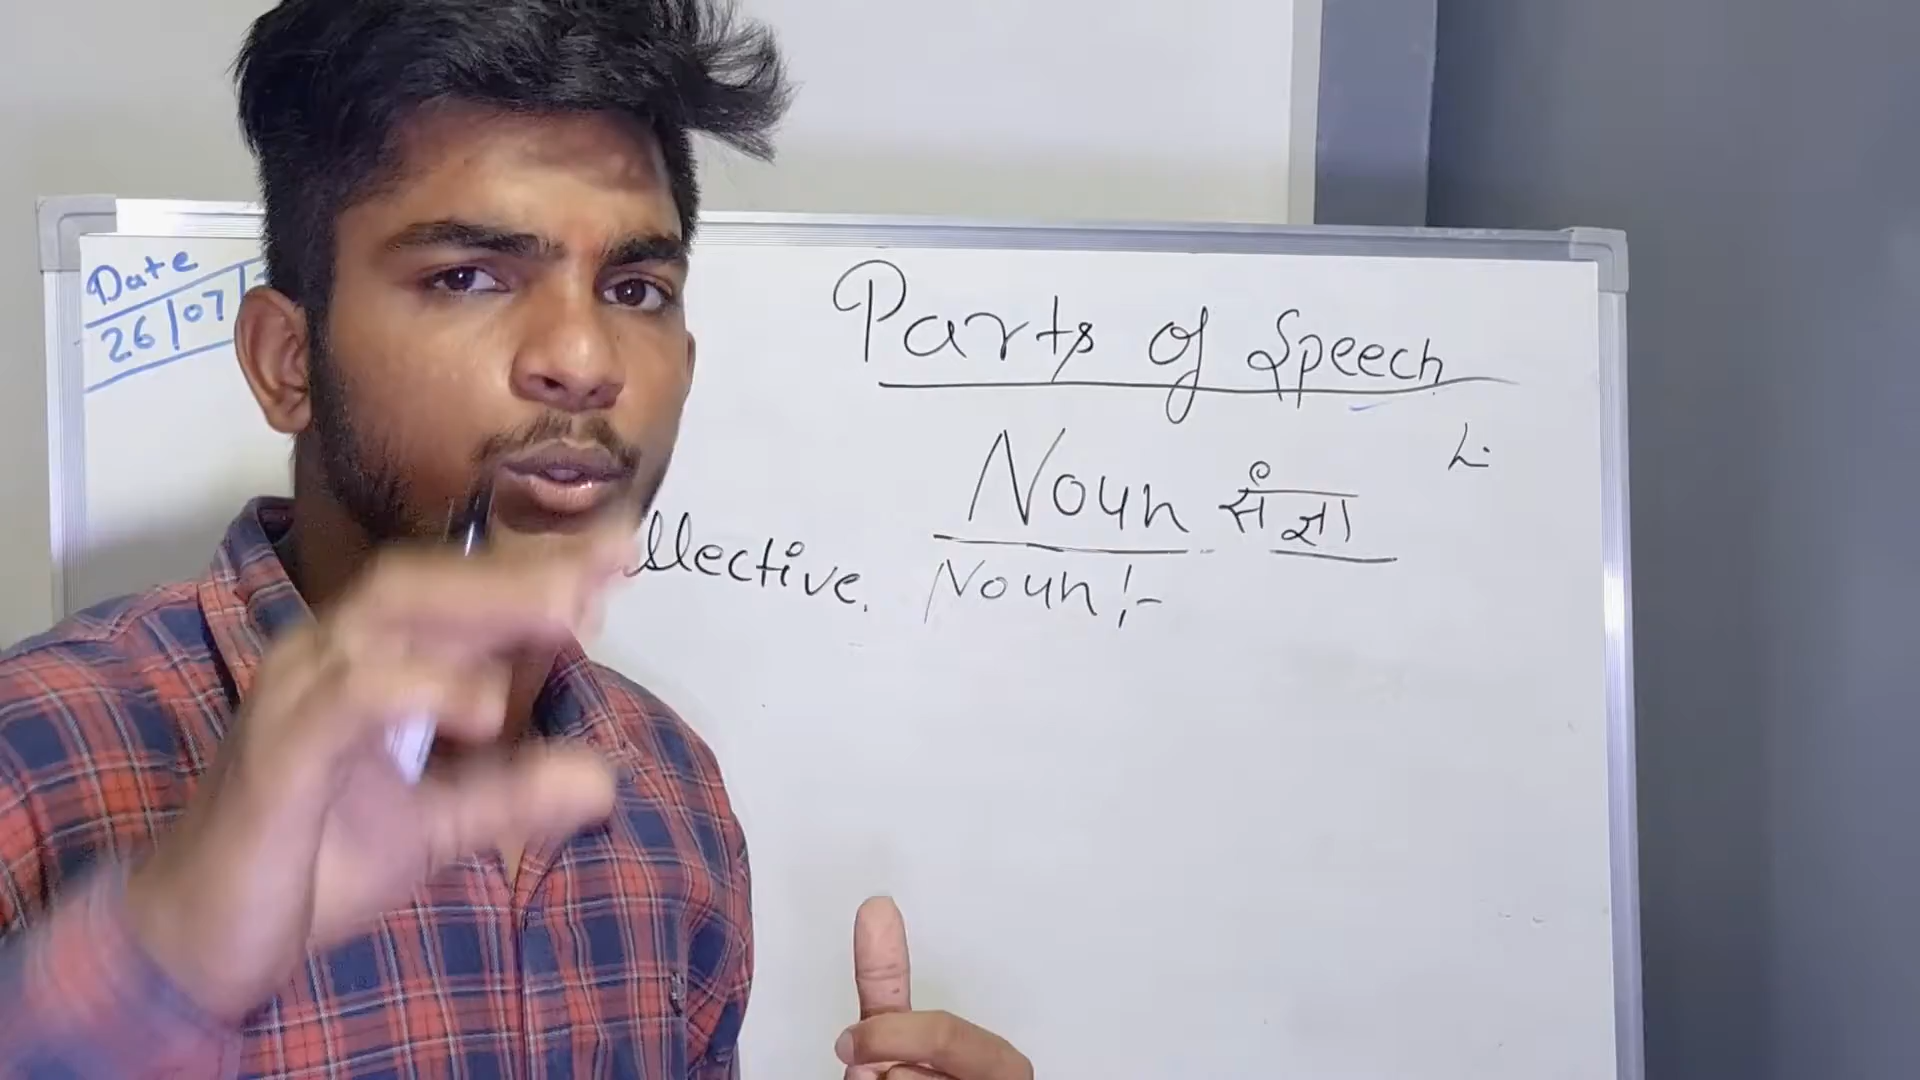 Date
26/07/
Parts of Speech
Noun संज्ञा
llective. Noun !-